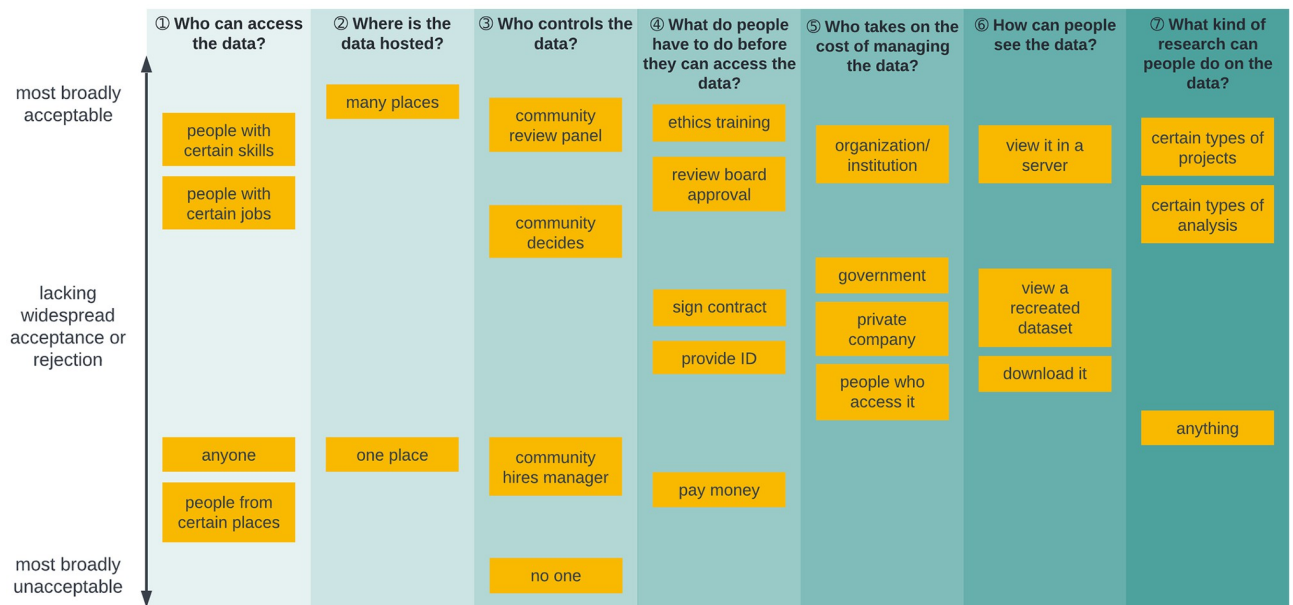 ① Who can access
the data?
② Where is the
data hosted?
③ Who controls the
data?
④ What do people
have to do before
they can access the
data?
⑤ Who takes on the
cost of managing
the data?
⑥ How can people
see the data?
⑦ What kind of
research can
people do on the
data?
most broadly
acceptable
lacking
widespread
acceptance or
rejection
most broadly
unacceptable
people with
certain skills
people with
certain jobs
anyone
people from
certain places
many places
one place
community
review panel
community
decides
community
hires manager
no one
ethics training
review board
approval
sign contract
provide ID
pay money
organization/
institution
government
private
company
people who
access it
view it in a
server
view a
recreated
dataset
download it
certain types of
projects
certain types of
analysis
anything